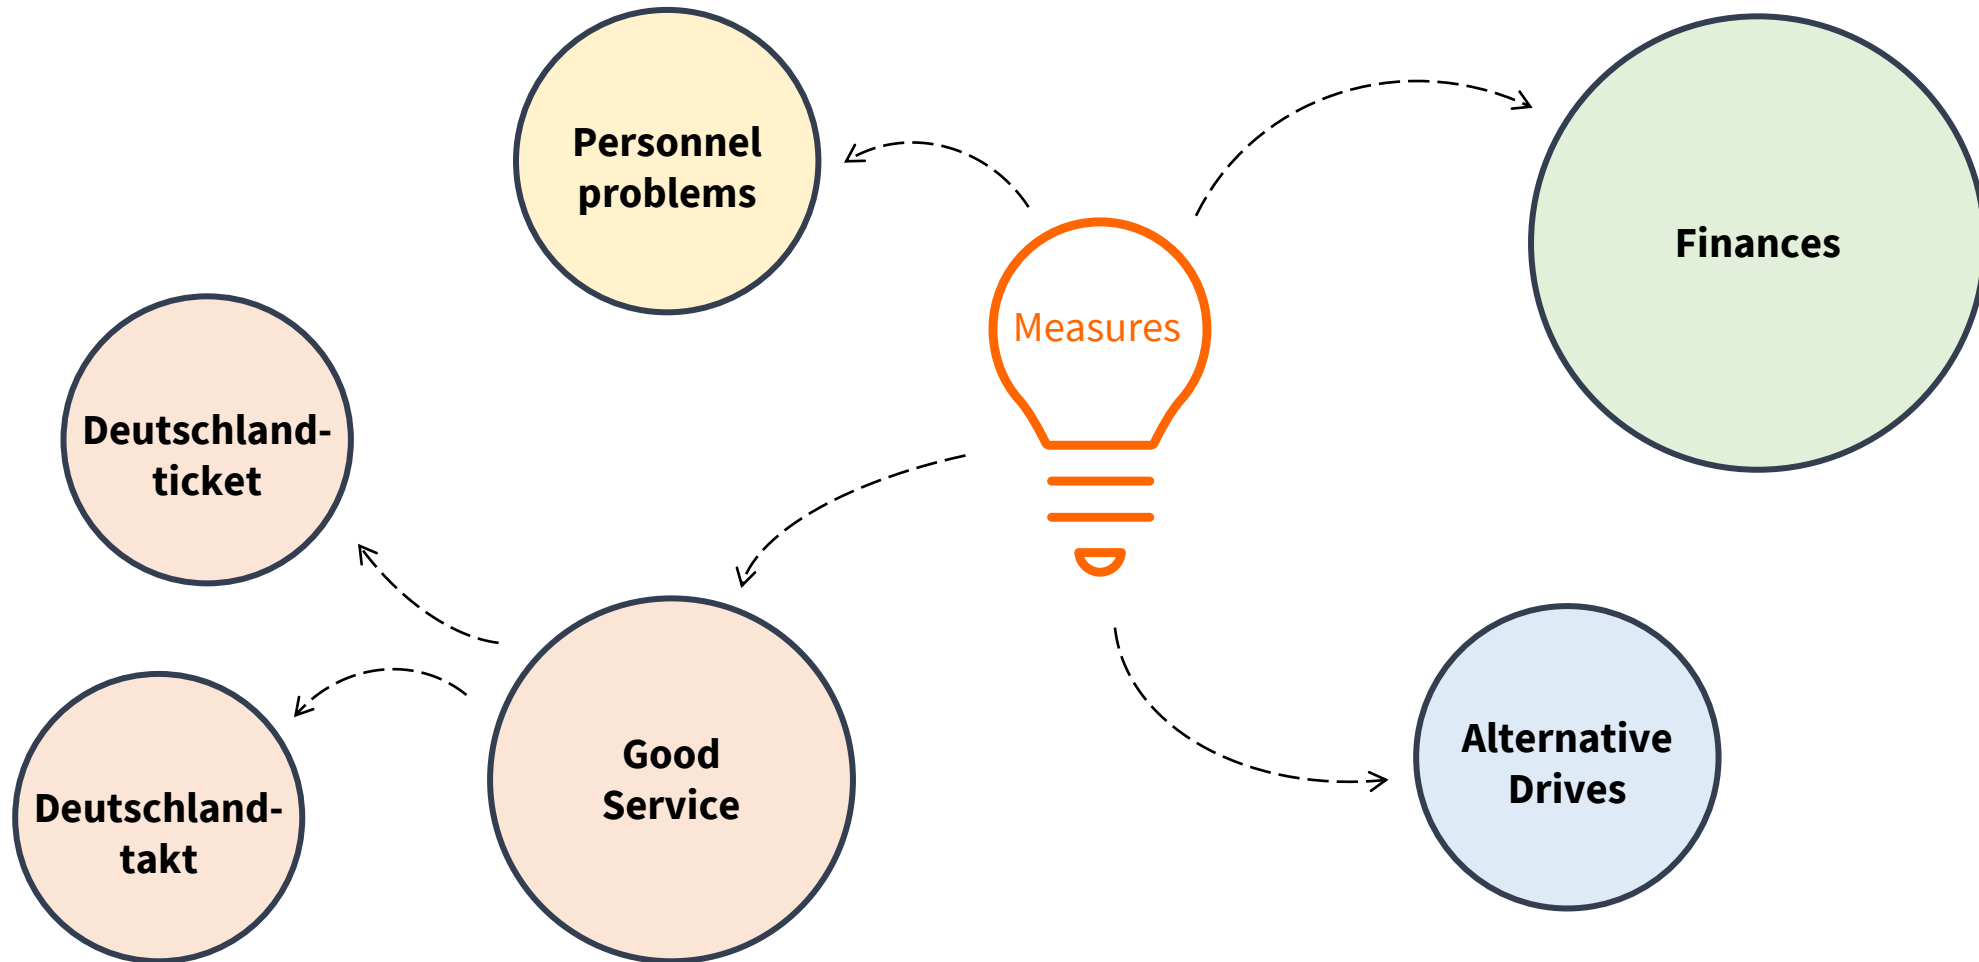 Personnel
problems
Finances
Measures
Deutschland-
ticket
Good
Service
Deutschland-
takt
Alternative
Drives